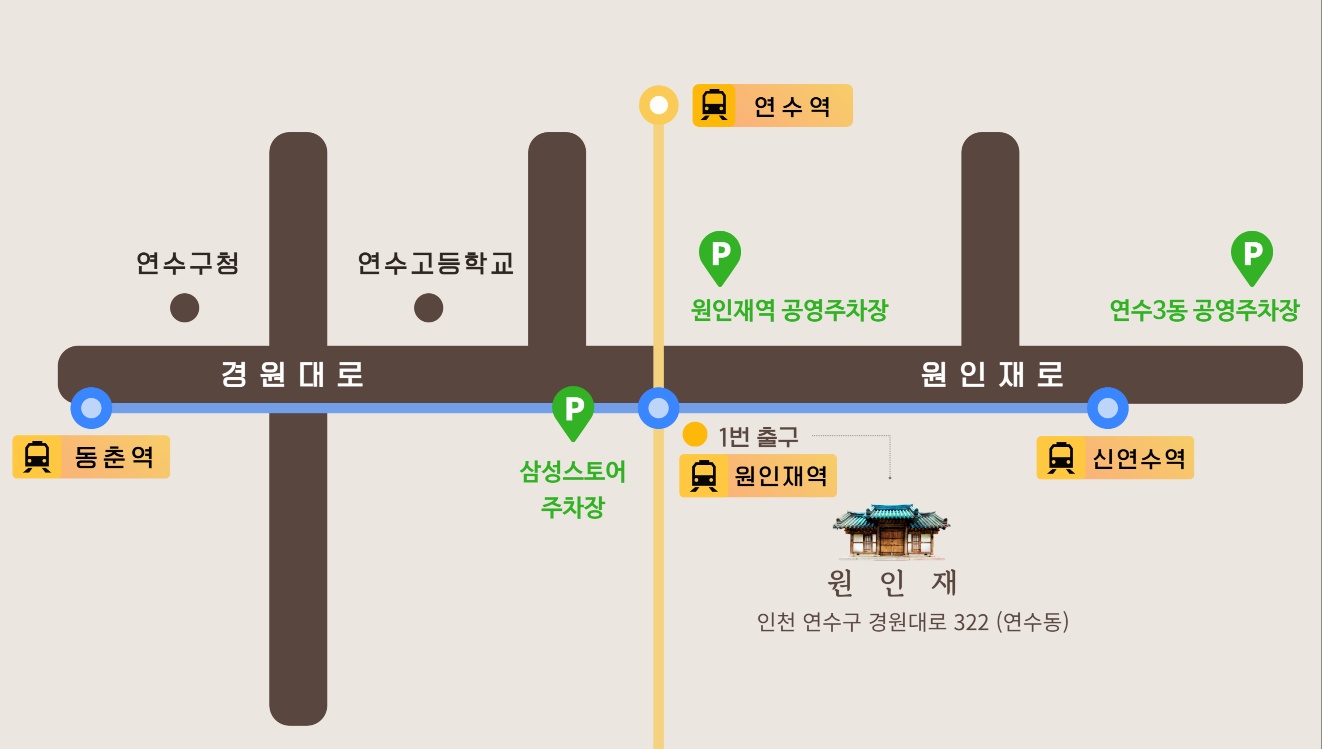 연수역
P
P
연수구청
연수고등학교
원인재역 공영주차장
연수3동 공영주차장
경원대로
원인재로
P
1번 출구
동춘역
삼성스토어
주차장
원인재역
신연수역
원인재
인천 연수구 경원대로 322 (연수동)